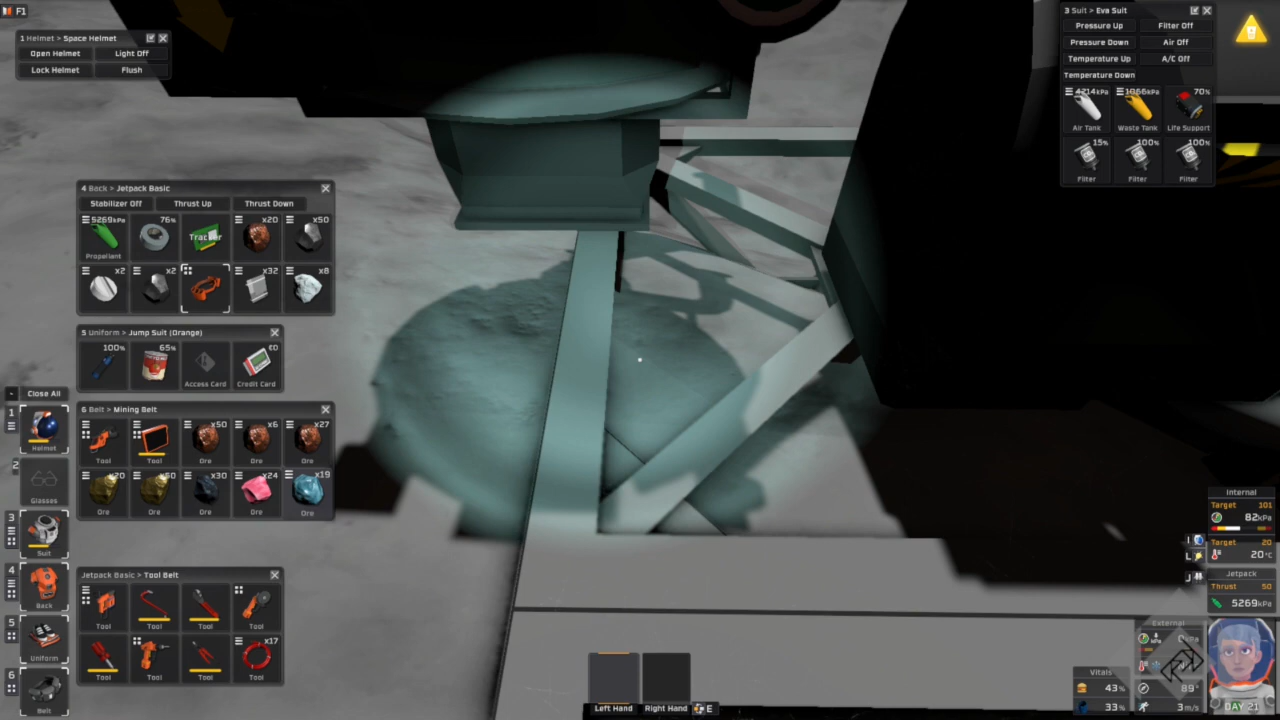 F1
1 Helmet > Space Helmet
Open Helmet Light Off
Lock Helmet Flush
3 Suit > Eva Suit
Pressure Up Filter Off
Pressure Down Air Off
Temperature Up A/C Off
Temperature Down
4214kPa 1066kPa 70%
Air Tank Waste Tank Life Support
15% 100% 100%
Filter Filter Filter
4 Back > Jetpack Basic
Stabilizer Off Thrust Up Thrust Down
5269kPa 76% Tracker x20 x50
Propellant
x2 x2 x32 x8
5 Uniform > Jump Suit (Orange)
100% 65% €0
Access Card Credit Card
Close All
6 Belt > Mining Belt
x50 x6 x27
Tool Tool Ore Ore Ore
x30 x24 x19
Ore Ore Ore Ore Ore
Jetpack Basic > Tool Belt
Tool Tool Tool Tool
x17
Tool Tool Tool Tool
1
Helmet
2
Glasses
3
Suit
4
Back
5
Uniform
6
Belt
Left Hand Right Hand E
Internal
Target 101
82kPa
Target 20
20°C
Jetpack
Thrust 50
5269kPa
External
Vitals
43% 89°
33% 3m/s
DAY 21